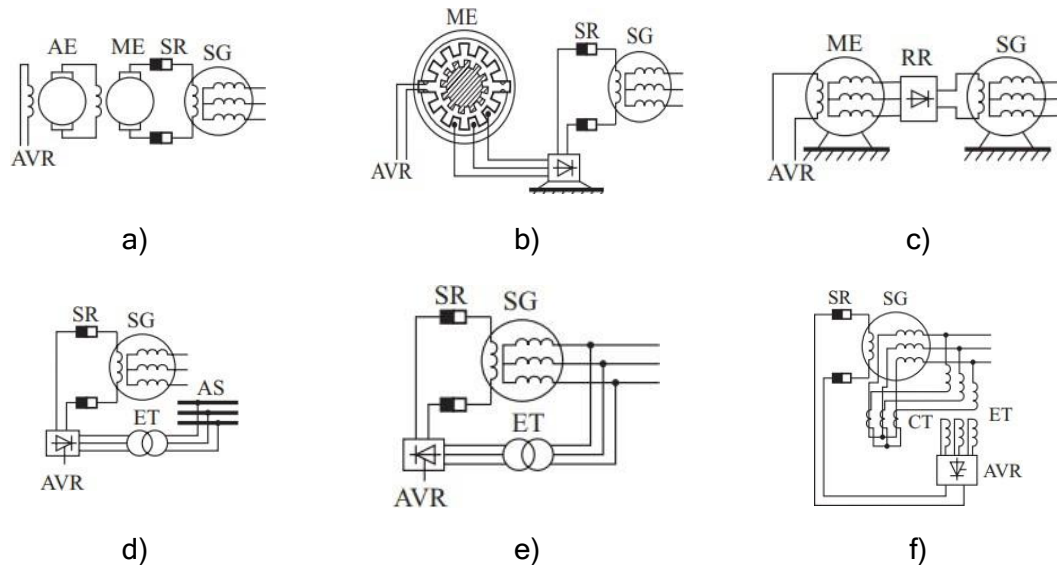 AE ME SR SG
AVR
a)
ME SR SG
AVR
b)
ME RR SG
AVR
c)
SR SG
AS
ET
AVR
d)
SR SG
ET
AVR
e)
SR SG
CT ET
AVR
f)